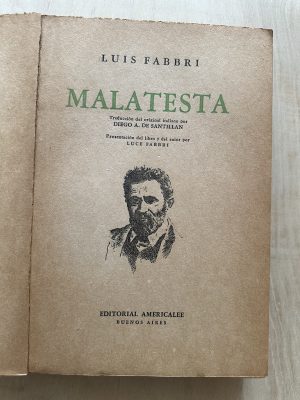 LUIS FABBRI
MALATESTA
Traducción del original italiano por
DIEGO A. DE SANTILLAN
Presentación del libro y del autor por
LUCE FABBRI
EDITORIAL AMERICALEE
BUENOS AIRES